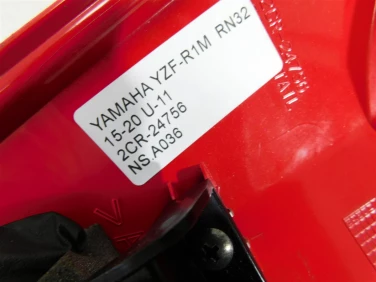 YAMAHA YZF-R1M RN32
15-20 U-11
2CR-24756
NS A036